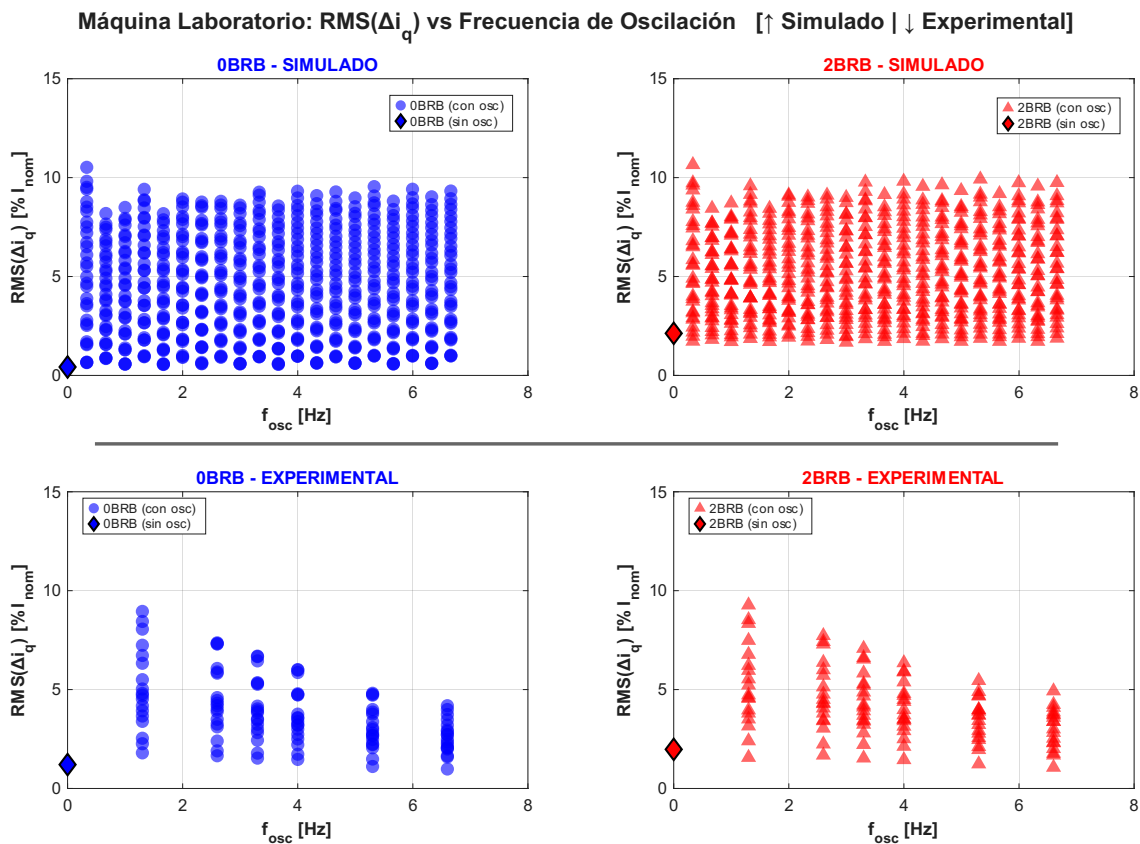 Máquina Laboratorio: RMS(Δi_q) vs Frecuencia de Oscilación [↑ Simulado | ↓ Experimental]
0BRB - SIMULADO
15
10
5
0
RMS(Δi_q) [% I_nom]
0BRB (con osc)
0BRB (sin osc)
0 2 4 6 8
f_osc [Hz]
2BRB - SIMULADO
15
10
5
0
RMS(Δi_q) [% I_nom]
2BRB (con osc)
2BRB (sin osc)
0 2 4 6 8
f_osc [Hz]
0BRB - EXPERIMENTAL
15
10
5
0
RMS(Δi_q) [% I_nom]
0BRB (con osc)
0BRB (sin osc)
0 2 4 6 8
f_osc [Hz]
2BRB - EXPERIMENTAL
15
10
5
0
RMS(Δi_q) [% I_nom]
2BRB (con osc)
2BRB (sin osc)
0 2 4 6 8
f_osc [Hz]